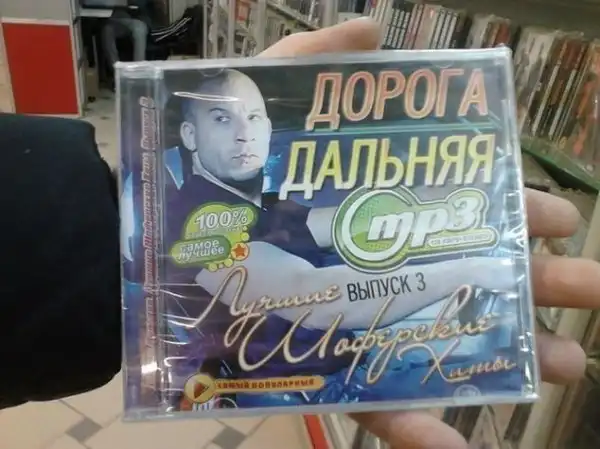 ДОРОГА
ДАЛЬНЯЯ
mp3
100%
самое
лучшее
ВЫПУСК 3
Лучшие
Шоферские
Хиты
САМЫЙ ПОПУЛЯРНЫЙ